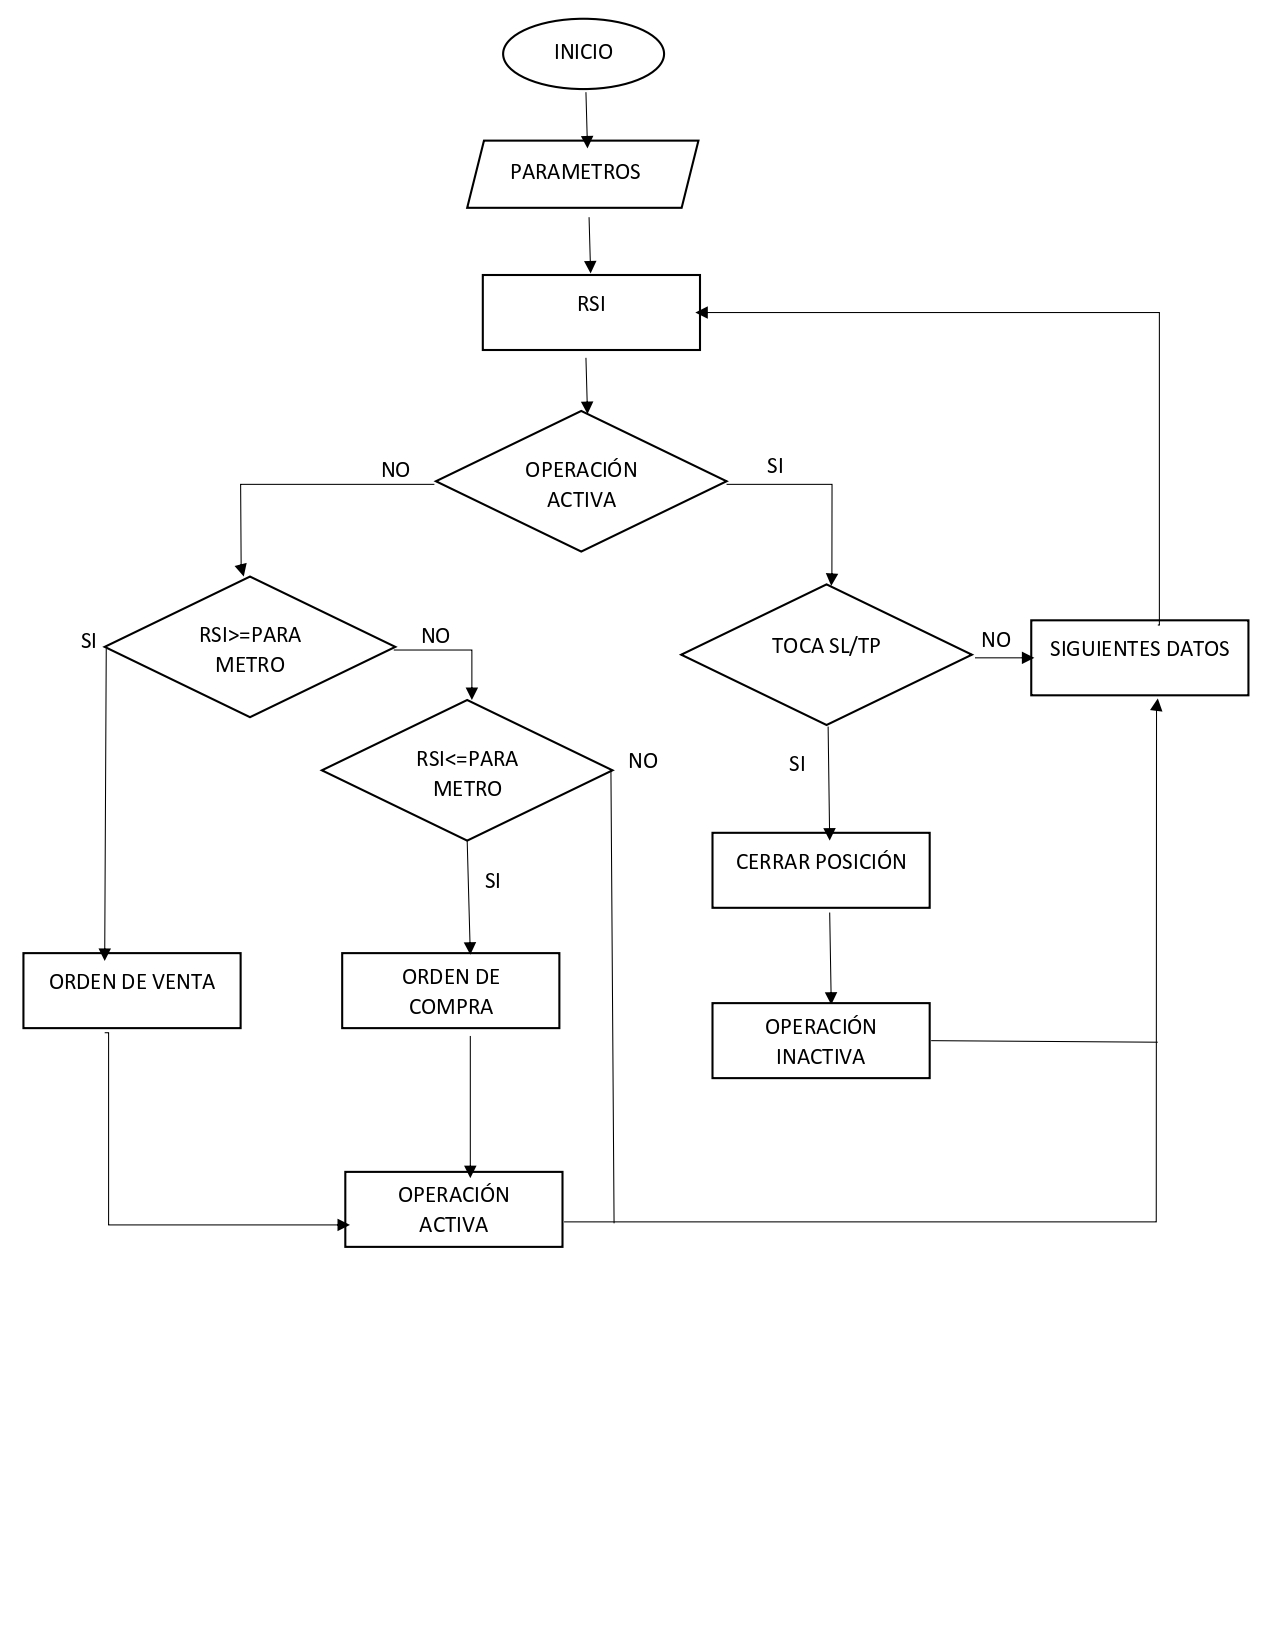 INICIO
PARAMETROS
RSI
NO
SI
OPERACIÓN
ACTIVA
SI
RSI>=PARA
METRO
NO
TOCA SL/TP
NO
SIGUIENTES DATOS
RSI<=PARA
METRO
NO
SI
SI
CERRAR POSICIÓN
ORDEN DE VENTA
ORDEN DE
COMPRA
OPERACIÓN
INACTIVA
OPERACIÓN
ACTIVA